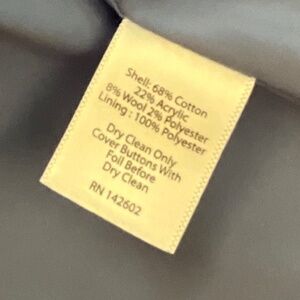 Shell: 68% Cotton
22% Acrylic
8% Wool 2% Polyester
Lining : 100% Polyester
Dry Clean Only
Cover Buttons With
Foil Before
Dry Clean
RN 142602